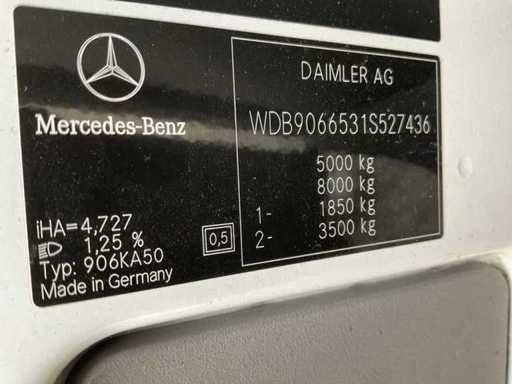 Mercedes-Benz
DAIMLER AG
WDB9066531S527436
5000 kg
8000 kg
1- 1850 kg
2- 3500 kg
iHA=4,727
1,25 %
0,5
Typ: 906KA50
Made in Germany